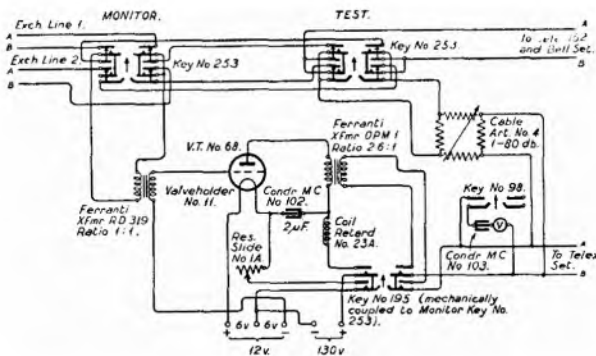 MONITOR.
TEST.
Exch. Line 1.
A
B
Exch Line 2
A
B
Key No 253
Key No 253.
A
To
and Bell Set.
B
Ferranti
XFmr OPM 1
Ratio 2·6:1
V.T. No. 68.
Valveholder
No. 11.
Condr MC
No 102.
2μF.
Cable
Art. No. 4
1-80 db.
Key No 98.
V
Ferranti
XFmr RD 319
Ratio 1:1.
Coil
Retard
No. 23A.
Res.
Slide
No 1A
Condr MC
No 103.
A
To Telex
Set.
B
Key No 195 (mechanically
coupled to Monitor Key No.
253).
6v 6v
+ - - +
12v. 130v